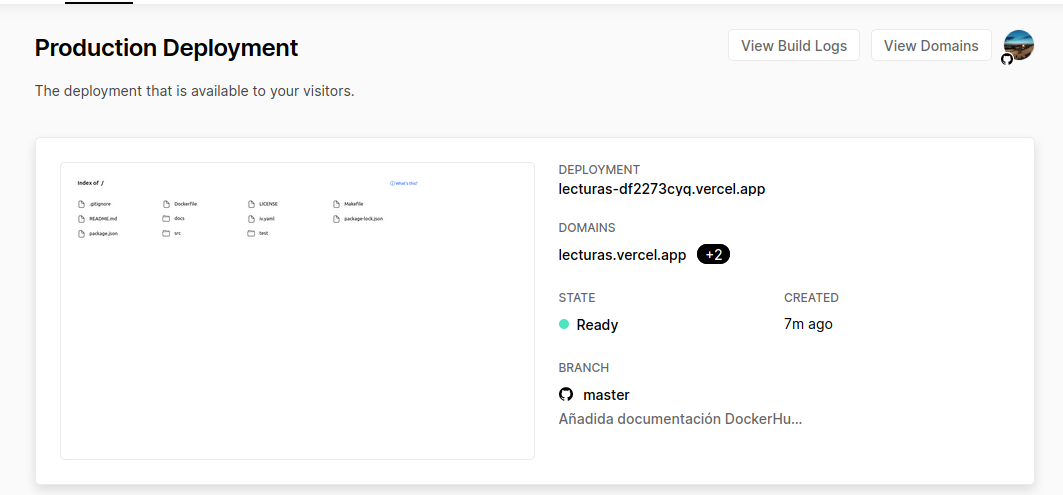 Production Deployment
View Build Logs
View Domains
The deployment that is available to your visitors.
Index of /
What's this?
.gitignore
Dockerfile
LICENSE
Makefile
README.md
docs
iv.yaml
package-lock.json
package.json
src
test
DEPLOYMENT
lecturas-df2273cyq.vercel.app
DOMAINS
lecturas.vercel.app +2
STATE
CREATED
Ready
7m ago
BRANCH
master
Añadida documentación DockerHu...